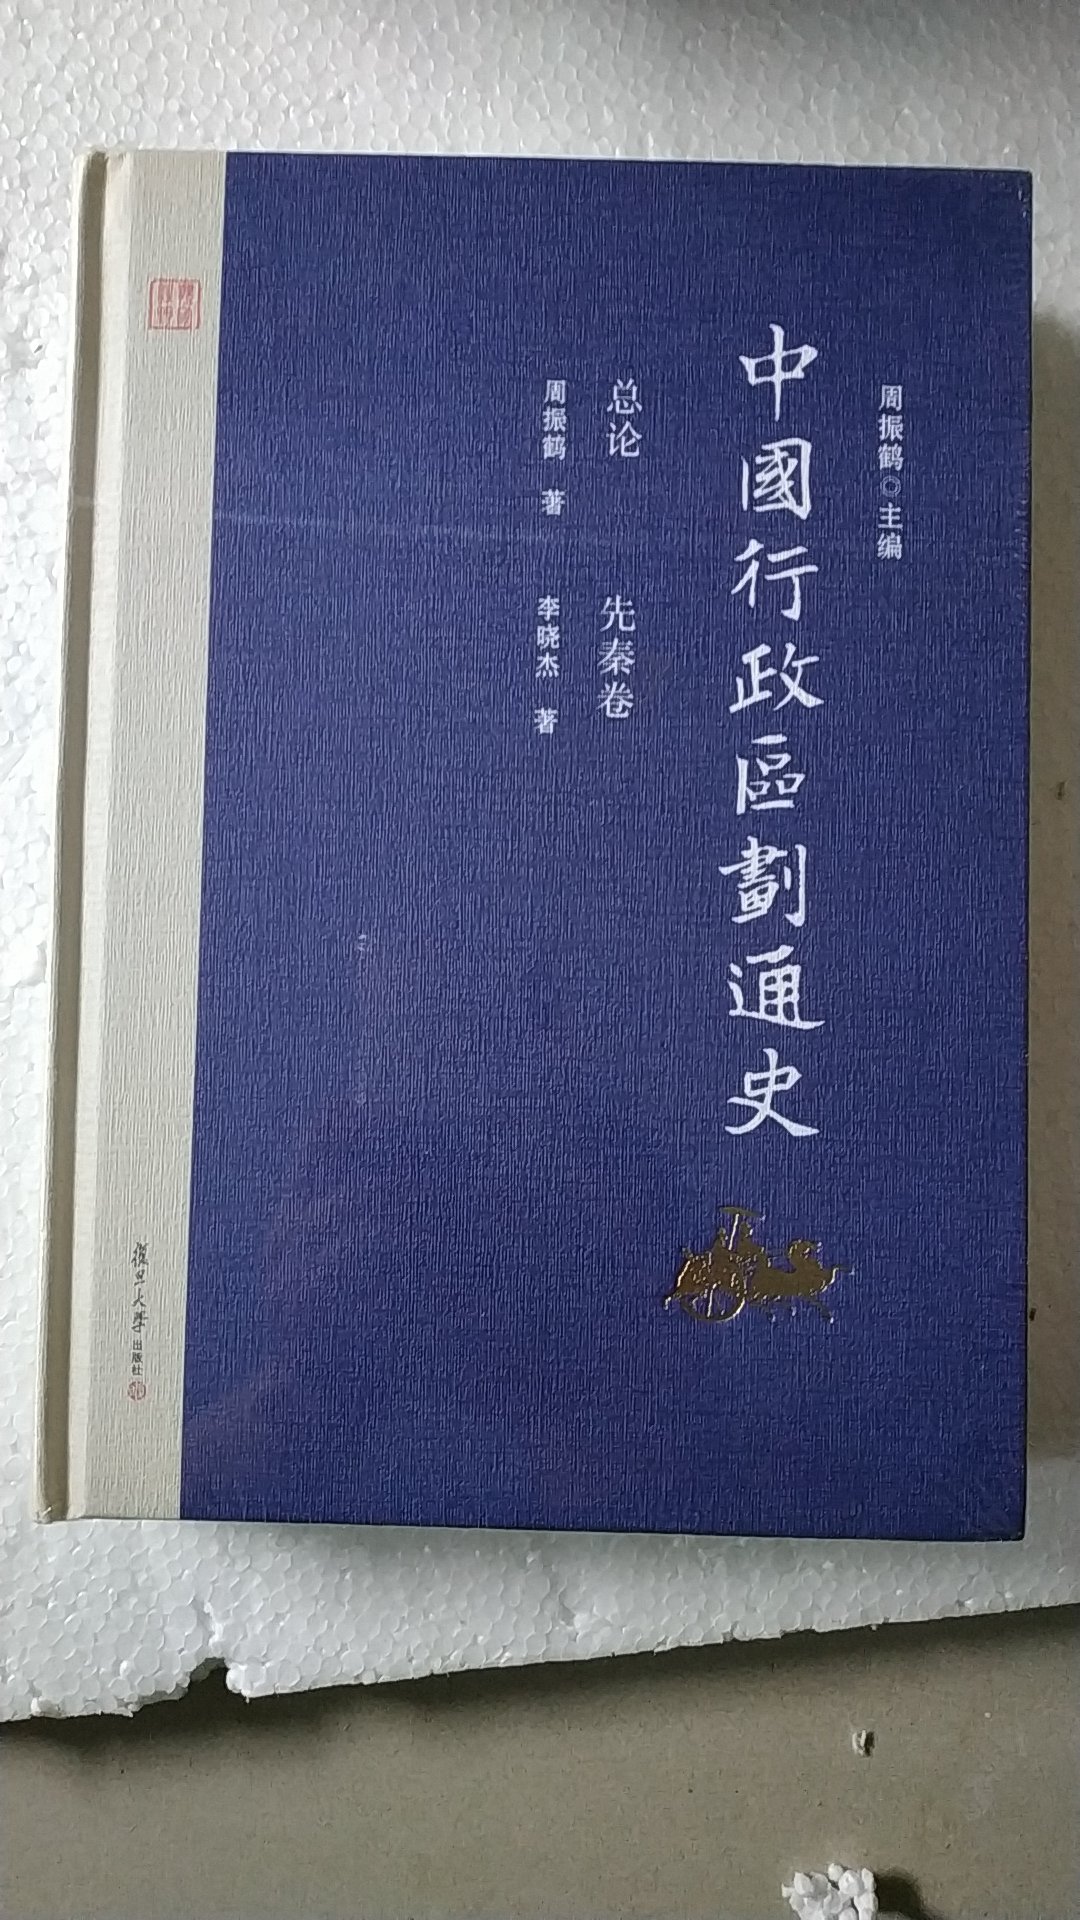 周振鹤◎主编
中國行政區劃通史
总论 先秦卷
周振鹤 著 李晓杰 著
復旦大學出版社